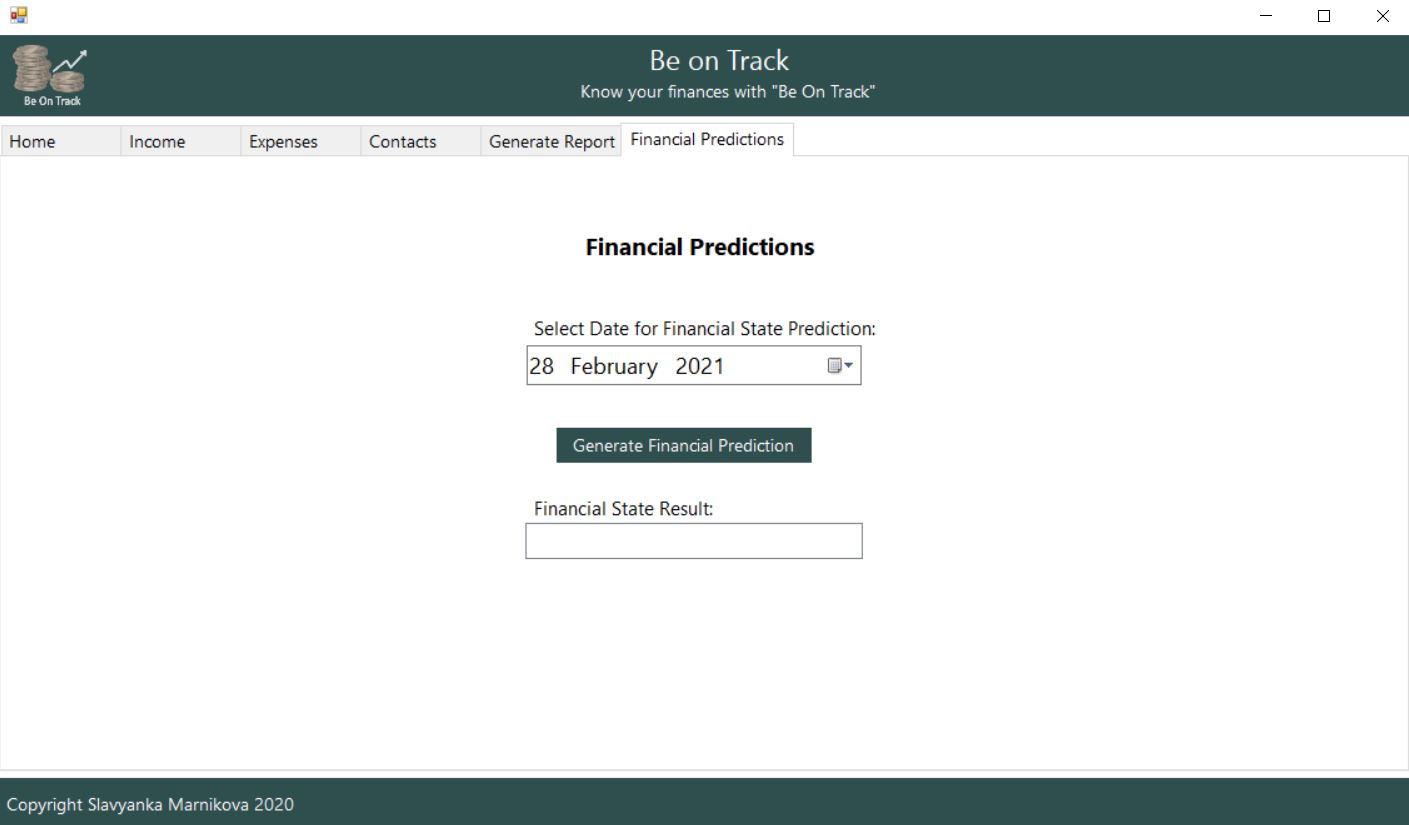 Be on Track
Know your finances with "Be On Track"
Be On Track
Home Income Expenses Contacts Generate Report Financial Predictions
Financial Predictions
Select Date for Financial State Prediction:
28 February 2021
Generate Financial Prediction
Financial State Result:
Copyright Slavyanka Marnikova 2020